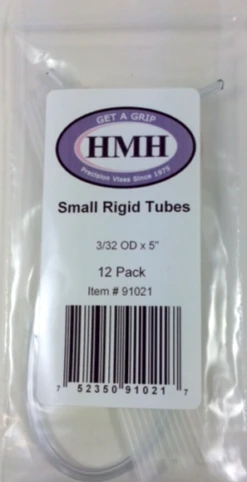 GET A GRIP
HMH
Precision Vises Since 1975
Small Rigid Tubes
3/32 OD x 5"
12 Pack
Item # 91021
7 52350 91021 7